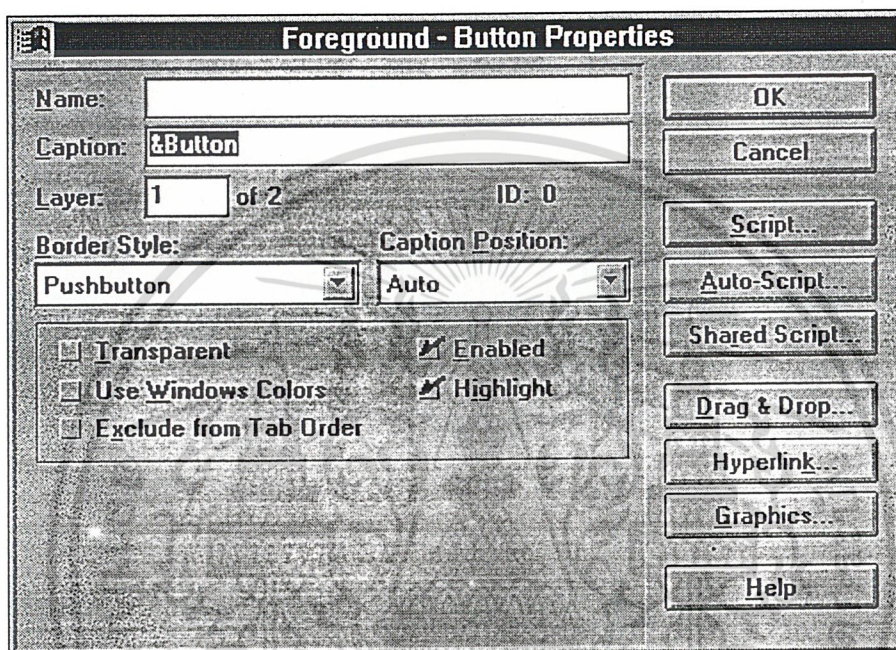 Foreground - Button Properties
Name:
Caption: &Button
Layer: 1 of 2 ID: 0
Border Style: Caption Position:
Pushbutton Auto
Transparent Enabled
Use Windows Colors Highlight
Exclude from Tab Order
OK
Cancel
Script...
Auto-Script...
Shared Script...
Drag & Drop...
Hyperlink...
Graphics...
Help